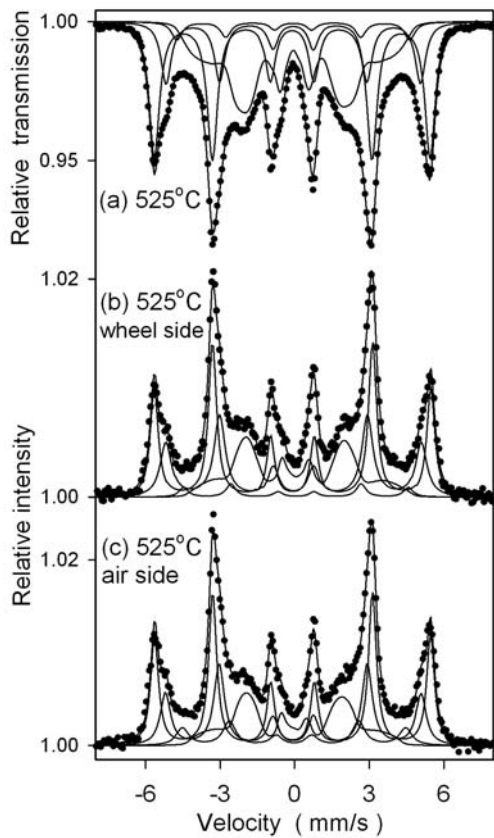 1.00
Relative transmission
0.95
(a) 525°C
1.02
(b) 525°C
wheel side
1.00
Relative intensity
(c) 525°C
1.02
air side
1.00
-6 -3 0 3 6
Velocity ( mm/s )